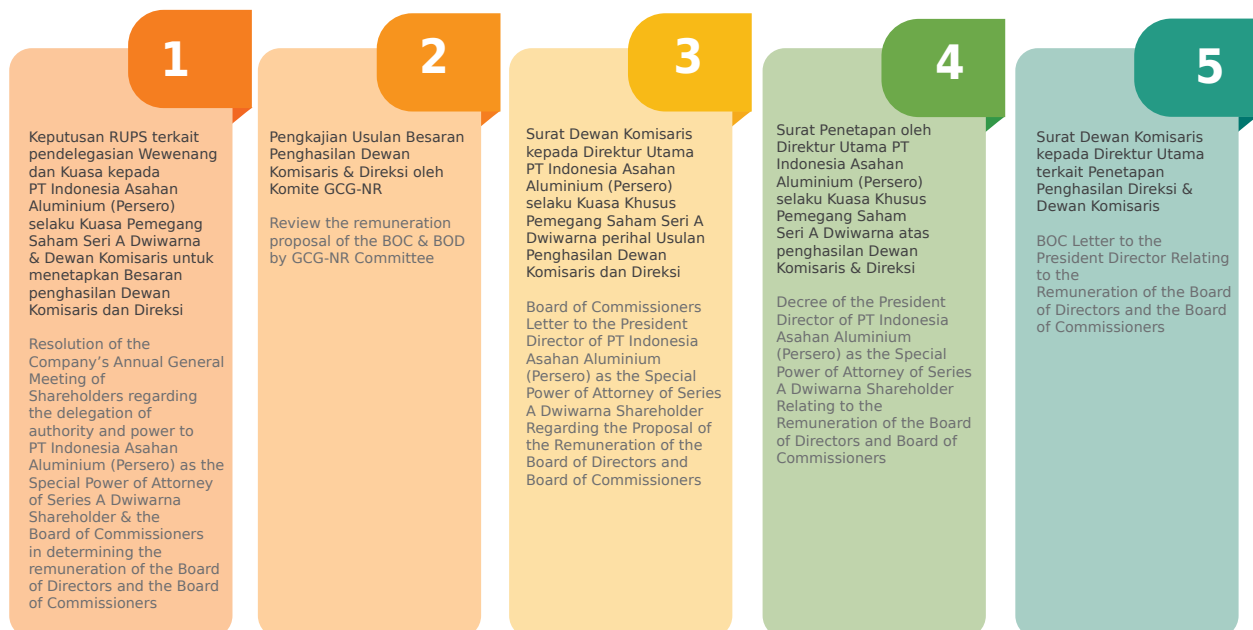 1
Keputusan RUPS terkait
pendelegasian Wewenang
dan Kuasa kepada
PT Indonesia Asahan
Aluminium (Persero)
selaku Kuasa Pemegang
Saham Seri A Dwiwarna
& Dewan Komisaris untuk
menetapkan Besaran
penghasilan Dewan
Komisaris dan Direksi
Resolution of the
Company’s Annual General
Meeting of
Shareholders regarding
the delegation of
authority and power to
PT Indonesia Asahan
Aluminium (Persero) as the
Special Power of Attorney
of Series A Dwiwarna
Shareholder & the
Board of Commissioners
in determining the
remuneration of the Board
of Directors and the Board
of Commissioners
2
Pengkajian Usulan Besaran
Penghasilan Dewan
Komisaris & Direksi oleh
Komite GCG-NR
Review the remuneration
proposal of the BOC & BOD
by GCG-NR Committee
3
Surat Dewan Komisaris
kepada Direktur Utama
PT Indonesia Asahan
Aluminium (Persero)
selaku Kuasa Khusus
Pemegang Saham Seri A
Dwiwarna perihal Usulan
Penghasilan Dewan
Komisaris dan Direksi
Board of Commissioners
Letter to the President
Director of PT Indonesia
Asahan Aluminium
(Persero) as the Special
Power of Attorney of Series
A Dwiwarna Shareholder
Regarding the Proposal of
the Remuneration of the
Board of Directors and
Board of Commissioners
4
Surat Penetapan oleh
Direktur Utama PT
Indonesia Asahan
Aluminium (Persero)
selaku Kuasa Khusus
Pemegang Saham
Seri A Dwiwarna atas
penghasilan Dewan
Komisaris & Direksi
Decree of the President
Director of PT Indonesia
Asahan Aluminium
(Persero) as the Special
Power of Attorney of Series
A Dwiwarna Shareholder
Relating to the
Remuneration of the Board
of Directors and Board of
Commissioners
5
Surat Dewan Komisaris
kepada Direktur Utama
terkait Penetapan
Penghasilan Direksi &
Dewan Komisaris
BOC Letter to the
President Director Relating
to the
Remuneration of the Board
of Directors and the Board
of Commissioners